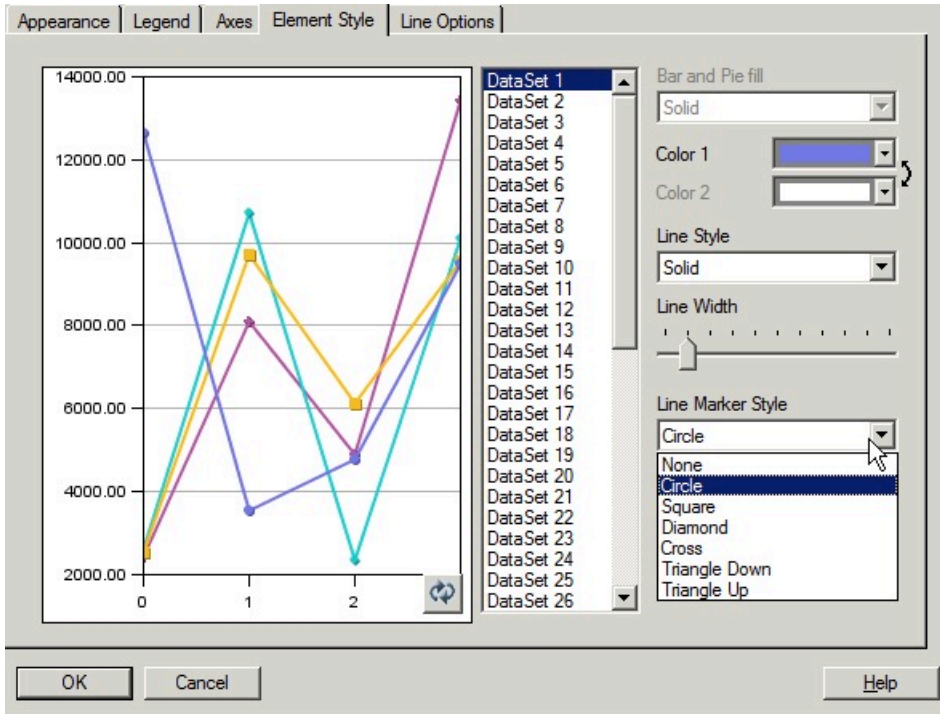 Appearance Legend Axes Element Style Line Options
14000.00
12000.00
10000.00
8000.00
6000.00
4000.00
2000.00
0 1 2
DataSet 1
DataSet 2
DataSet 3
DataSet 4
DataSet 5
DataSet 6
DataSet 7
DataSet 8
DataSet 9
DataSet 10
DataSet 11
DataSet 12
DataSet 13
DataSet 14
DataSet 15
DataSet 16
DataSet 17
DataSet 18
DataSet 19
DataSet 20
DataSet 21
DataSet 22
DataSet 23
DataSet 24
DataSet 25
DataSet 26
Bar and Pie fill
Solid
Color 1
Color 2
Line Style
Solid
Line Width
Line Marker Style
Circle
None
Circle
Square
Diamond
Cross
Triangle Down
Triangle Up
OK Cancel Help